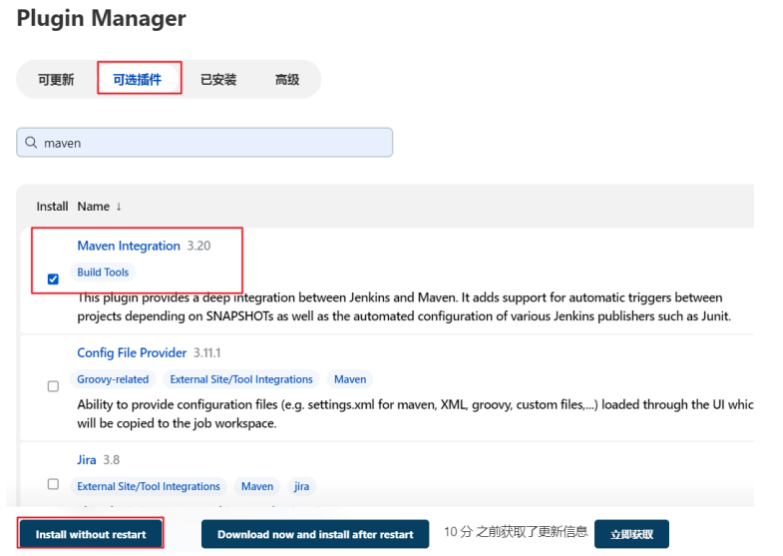 Plugin Manager
可更新 可选插件 已安装 高级
maven
Install Name ↓
Maven Integration 3.20
Build Tools
This plugin provides a deep integration between Jenkins and Maven. It adds support for automatic triggers between
projects depending on SNAPSHOTs as well as the automated configuration of various Jenkins publishers such as Junit.
Config File Provider 3.11.1
Groovy-related External Site/Tool Integrations Maven
Ability to provide configuration files (e.g. settings.xml for maven, XML, groovy, custom files,...) loaded through the UI whic
will be copied to the job workspace.
Jira 3.8
External Site/Tool Integrations Maven jira
Install without restart Download now and install after restart 10 分 之前获取了更新信息 立即获取